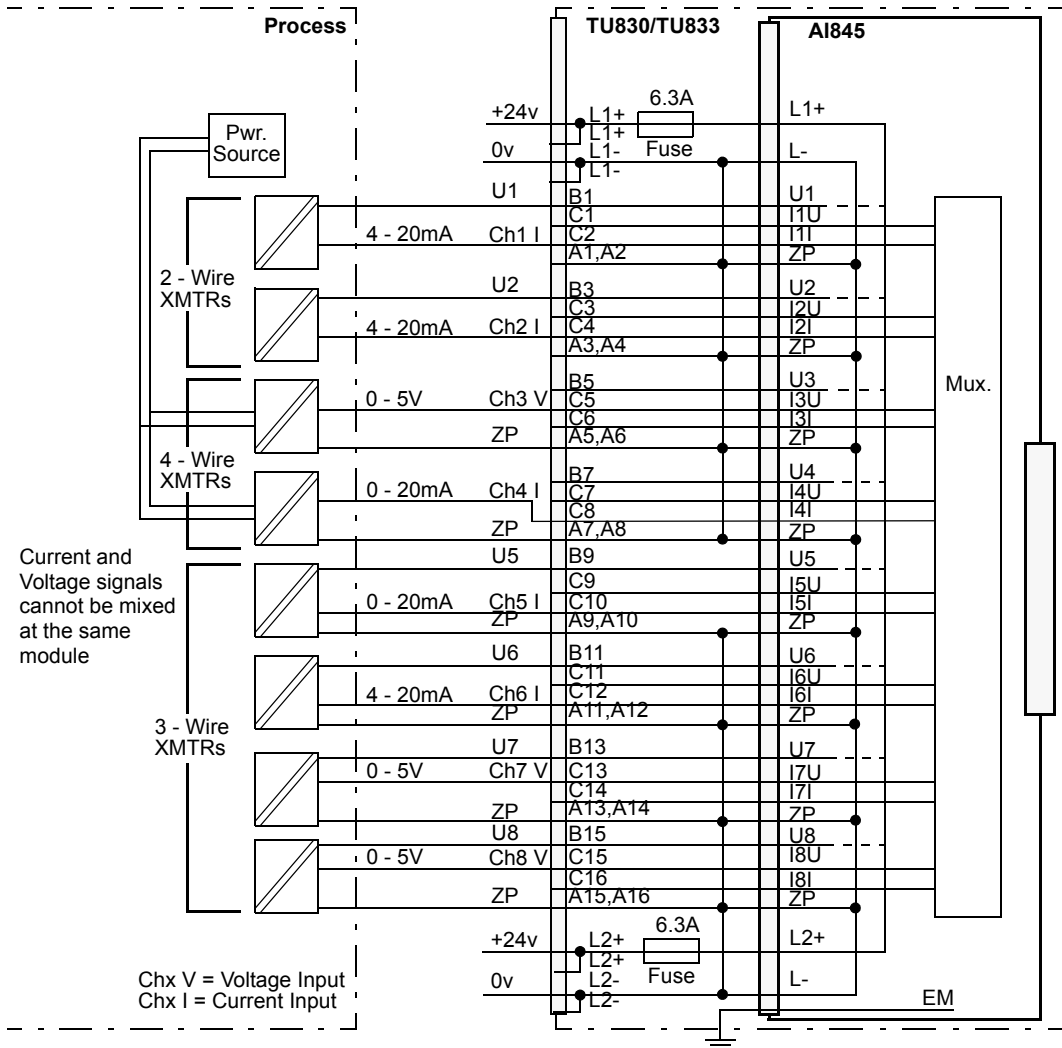 Process
TU830/TU833
AI845
Pwr.
Source
+24v
L1+
L1+
6.3A
Fuse
L1+
0v
L1-
L1-
L-
U1
B1
U1
C1
I1U
4 - 20mA
Ch1 I
C2
I1I
A1,A2
ZP
2 - Wire
XMTRs
U2
B3
U2
C3
I2U
4 - 20mA
Ch2 I
C4
I2I
A3,A4
ZP
Mux.
B5
U3
0 - 5V
Ch3 V
C5
I3U
C6
I3I
ZP
A5,A6
ZP
4 - Wire
XMTRs
B7
U4
0 - 20mA
Ch4 I
C7
I4U
C8
I4I
ZP
A7,A8
ZP
Current and
Voltage signals
cannot be mixed
at the same
module
U5
B9
U5
C9
I5U
0 - 20mA
Ch5 I
C10
I5I
ZP
A9,A10
ZP
U6
B11
U6
C11
I6U
4 - 20mA
Ch6 I
C12
I6I
ZP
A11,A12
ZP
3 - Wire
XMTRs
U7
B13
U7
0 - 5V
Ch7 V
C13
I7U
C14
I7I
ZP
A13,A14
ZP
U8
B15
U8
0 - 5V
Ch8 V
C15
I8U
C16
I8I
ZP
A15,A16
ZP
+24v
L2+
L2+
6.3A
Fuse
L2+
0v
L2-
L2-
L-
EM
Chx V = Voltage Input
Chx I = Current Input